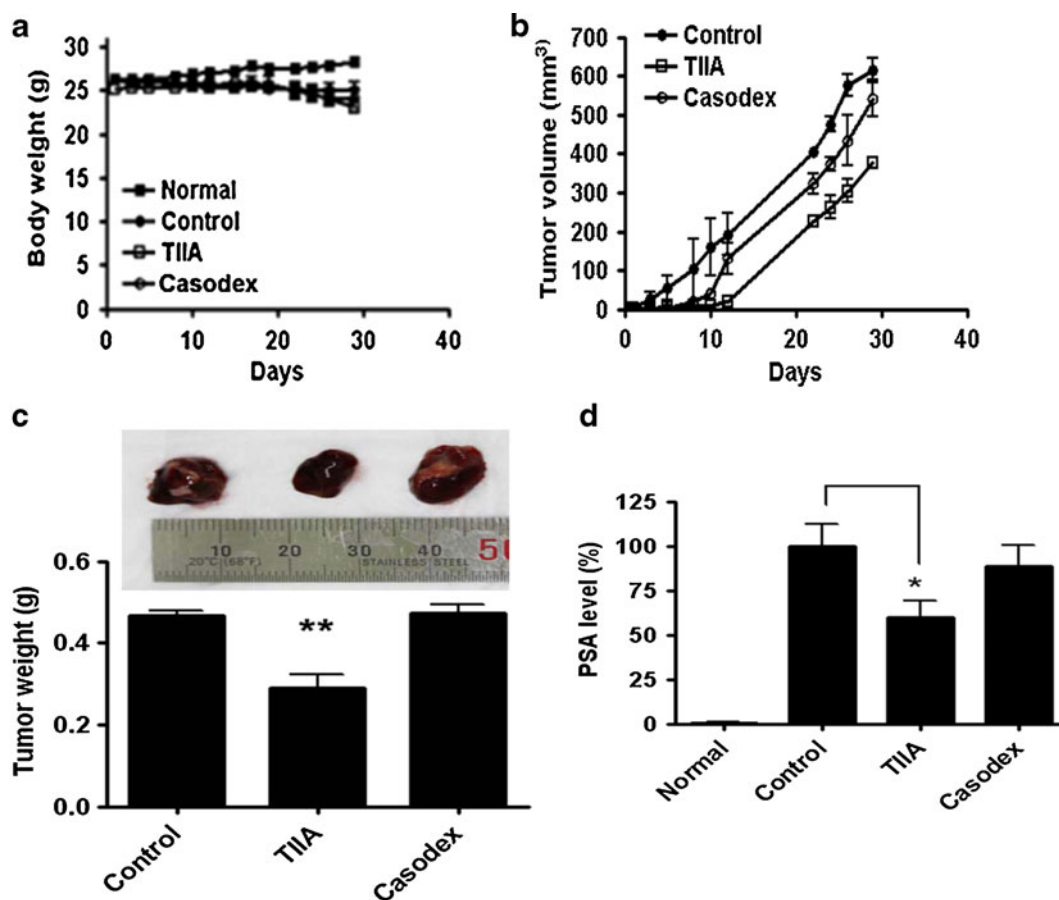 a
Body weight (g)
30
25
20
15
10
5
0
Normal
Control
TIIA
Casodex
0 10 20 30 40
Days
b
Tumor volume (mm³)
700
600
500
400
300
200
100
0
Control
TIIA
Casodex
0 10 20 30 40
Days
c
10 20 30 40 50
20°C (68°F) STAINLESS STEEL
Tumor weight (g)
0.6
0.4
0.2
0.0
**
Control TIIA Casodex
d
PSA level (%)
125
100
75
50
25
0
*
Normal Control TIIA Casodex